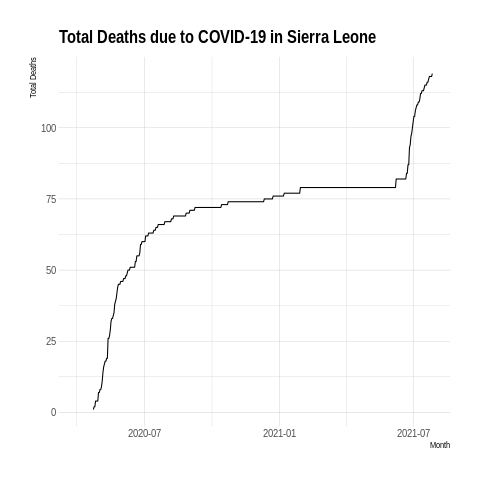 Total Deaths due to COVID-19 in Sierra Leone
Total Deaths
100
75
50
25
0
2020-07
2021-01
2021-07
Month